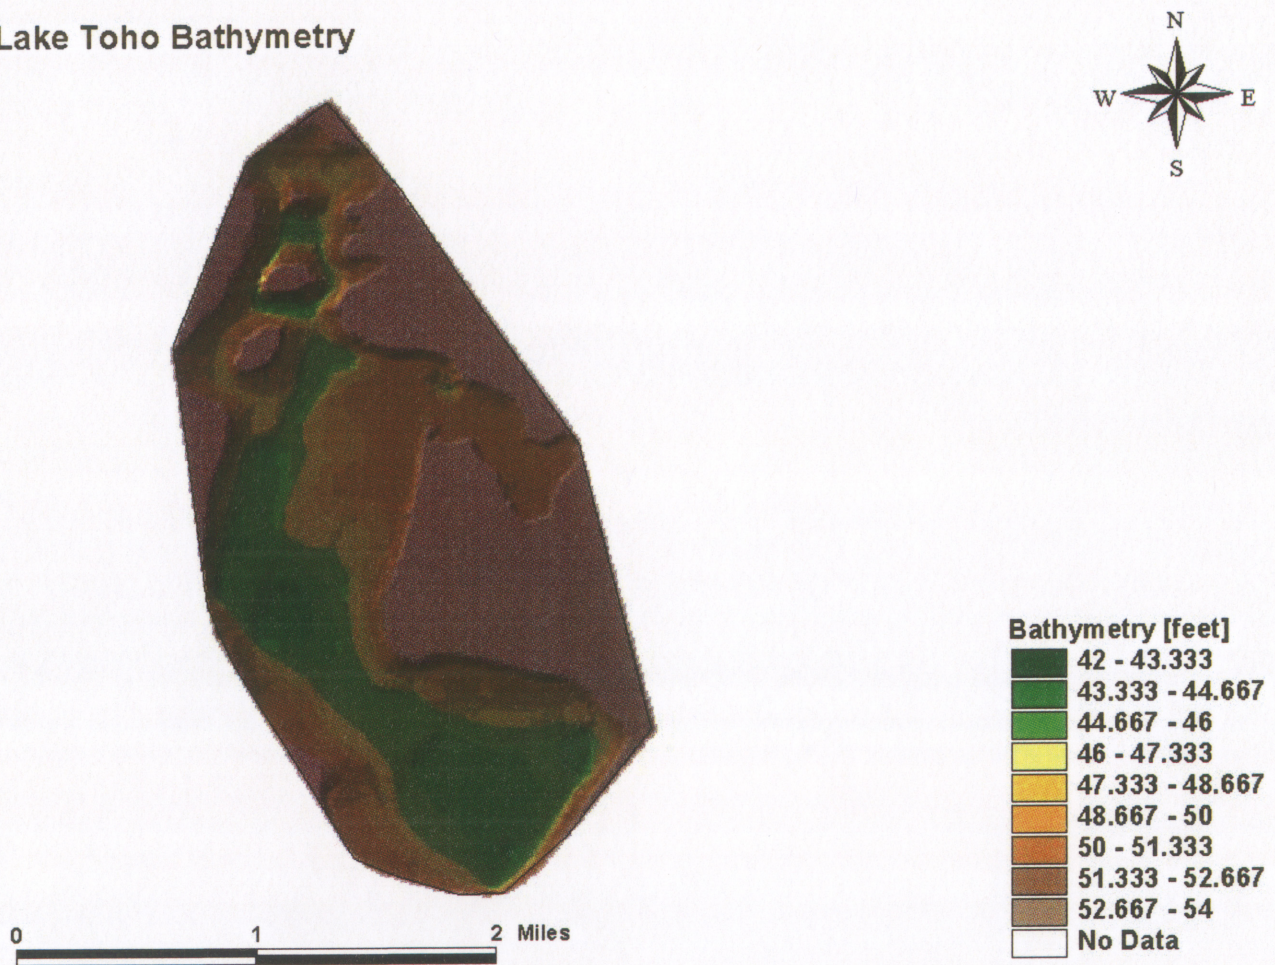 Lake Toho Bathymetry
N
W E
S
Bathymetry [feet]
42 - 43.333
43.333 - 44.667
44.667 - 46
46 - 47.333
47.333 - 48.667
48.667 - 50
50 - 51.333
51.333 - 52.667
52.667 - 54
No Data
0 1 2 Miles